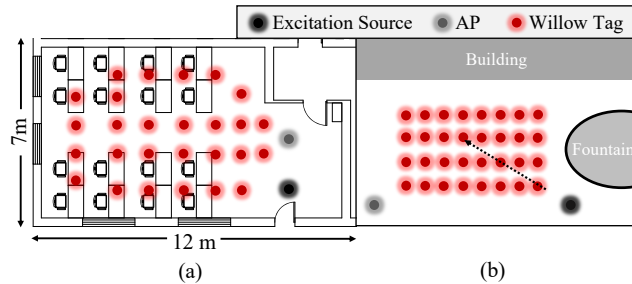 Excitation Source AP Willow Tag
Building
Fountain
7m
12 m
(a) (b)